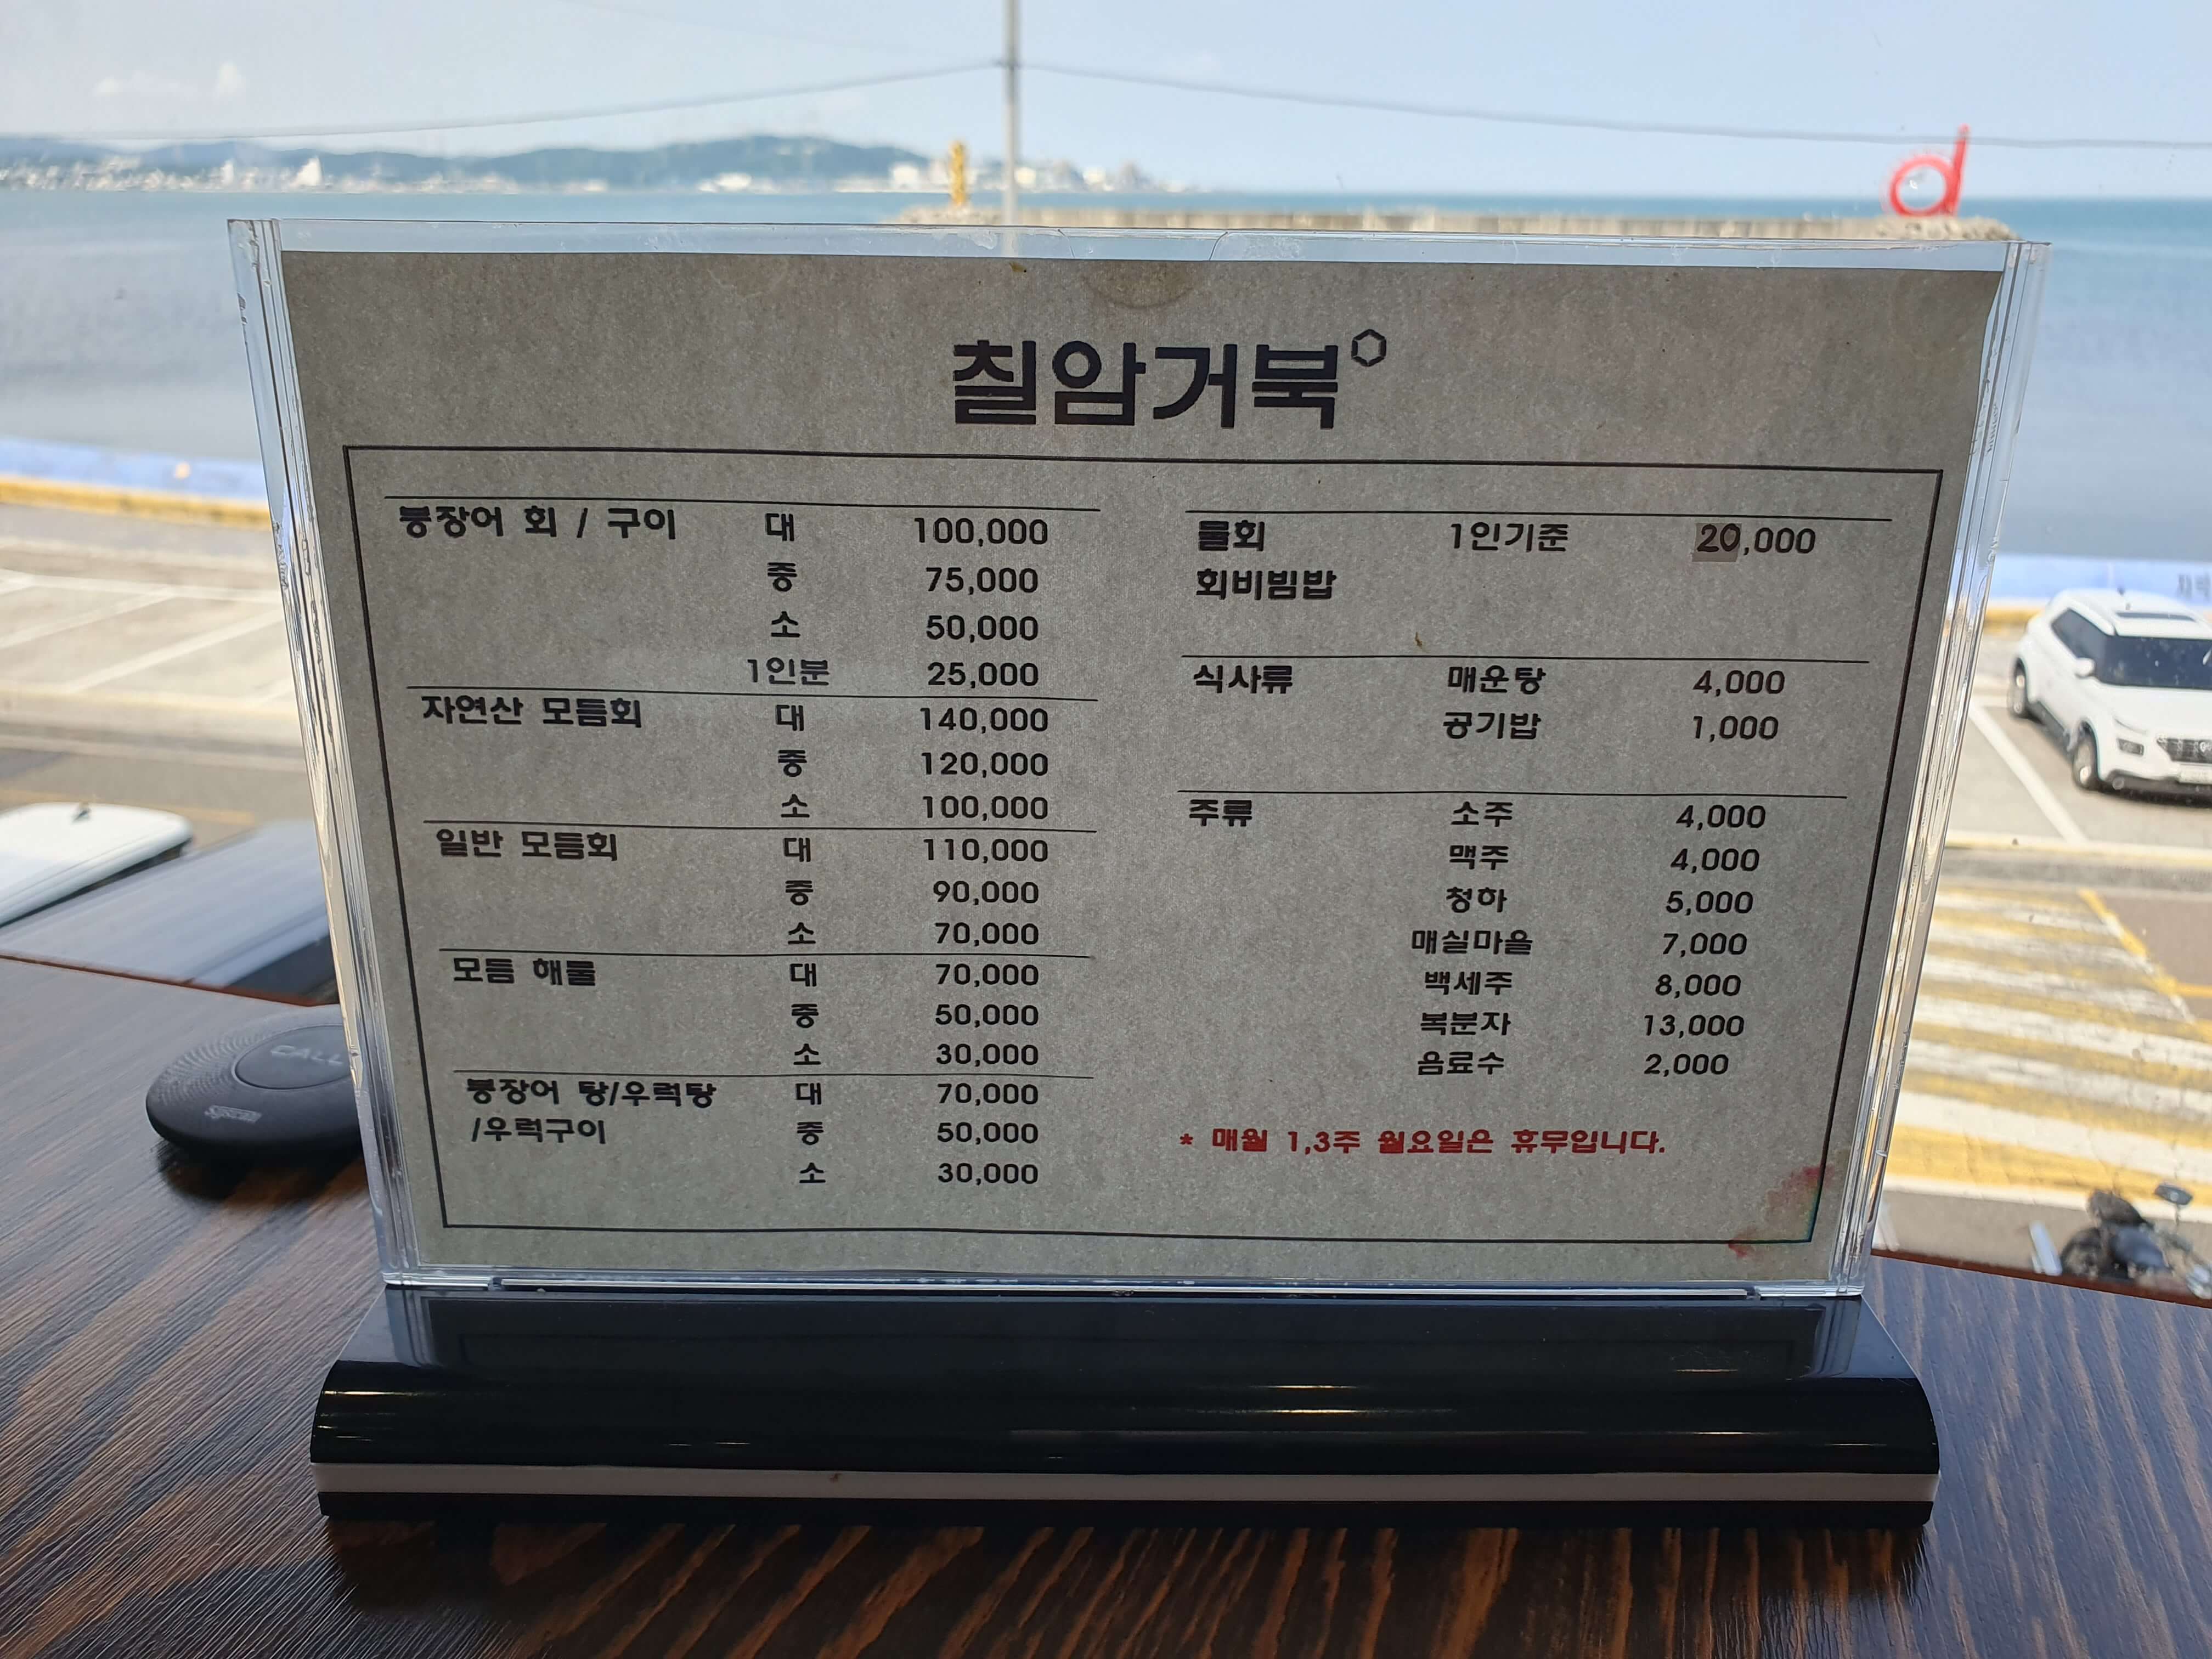 칠암거북
붕장어 회 / 구이 대 100,000
중 75,000
소 50,000
1인분 25,000
자연산 모듬회 대 140,000
중 120,000
소 100,000
일반 모듬회 대 110,000
중 90,000
소 70,000
모듬 해물 대 70,000
중 50,000
소 30,000
붕장어 탕/우럭탕 대 70,000
/우럭구이 중 50,000
소 30,000
물회 1인기준 20,000
회비빔밥
식사류 매운탕 4,000
공기밥 1,000
주류 소주 4,000
맥주 4,000
청하 5,000
매실마을 7,000
백세주 8,000
복분자 13,000
음료수 2,000
* 매월 1,3주 월요일은 휴무입니다.
CALL